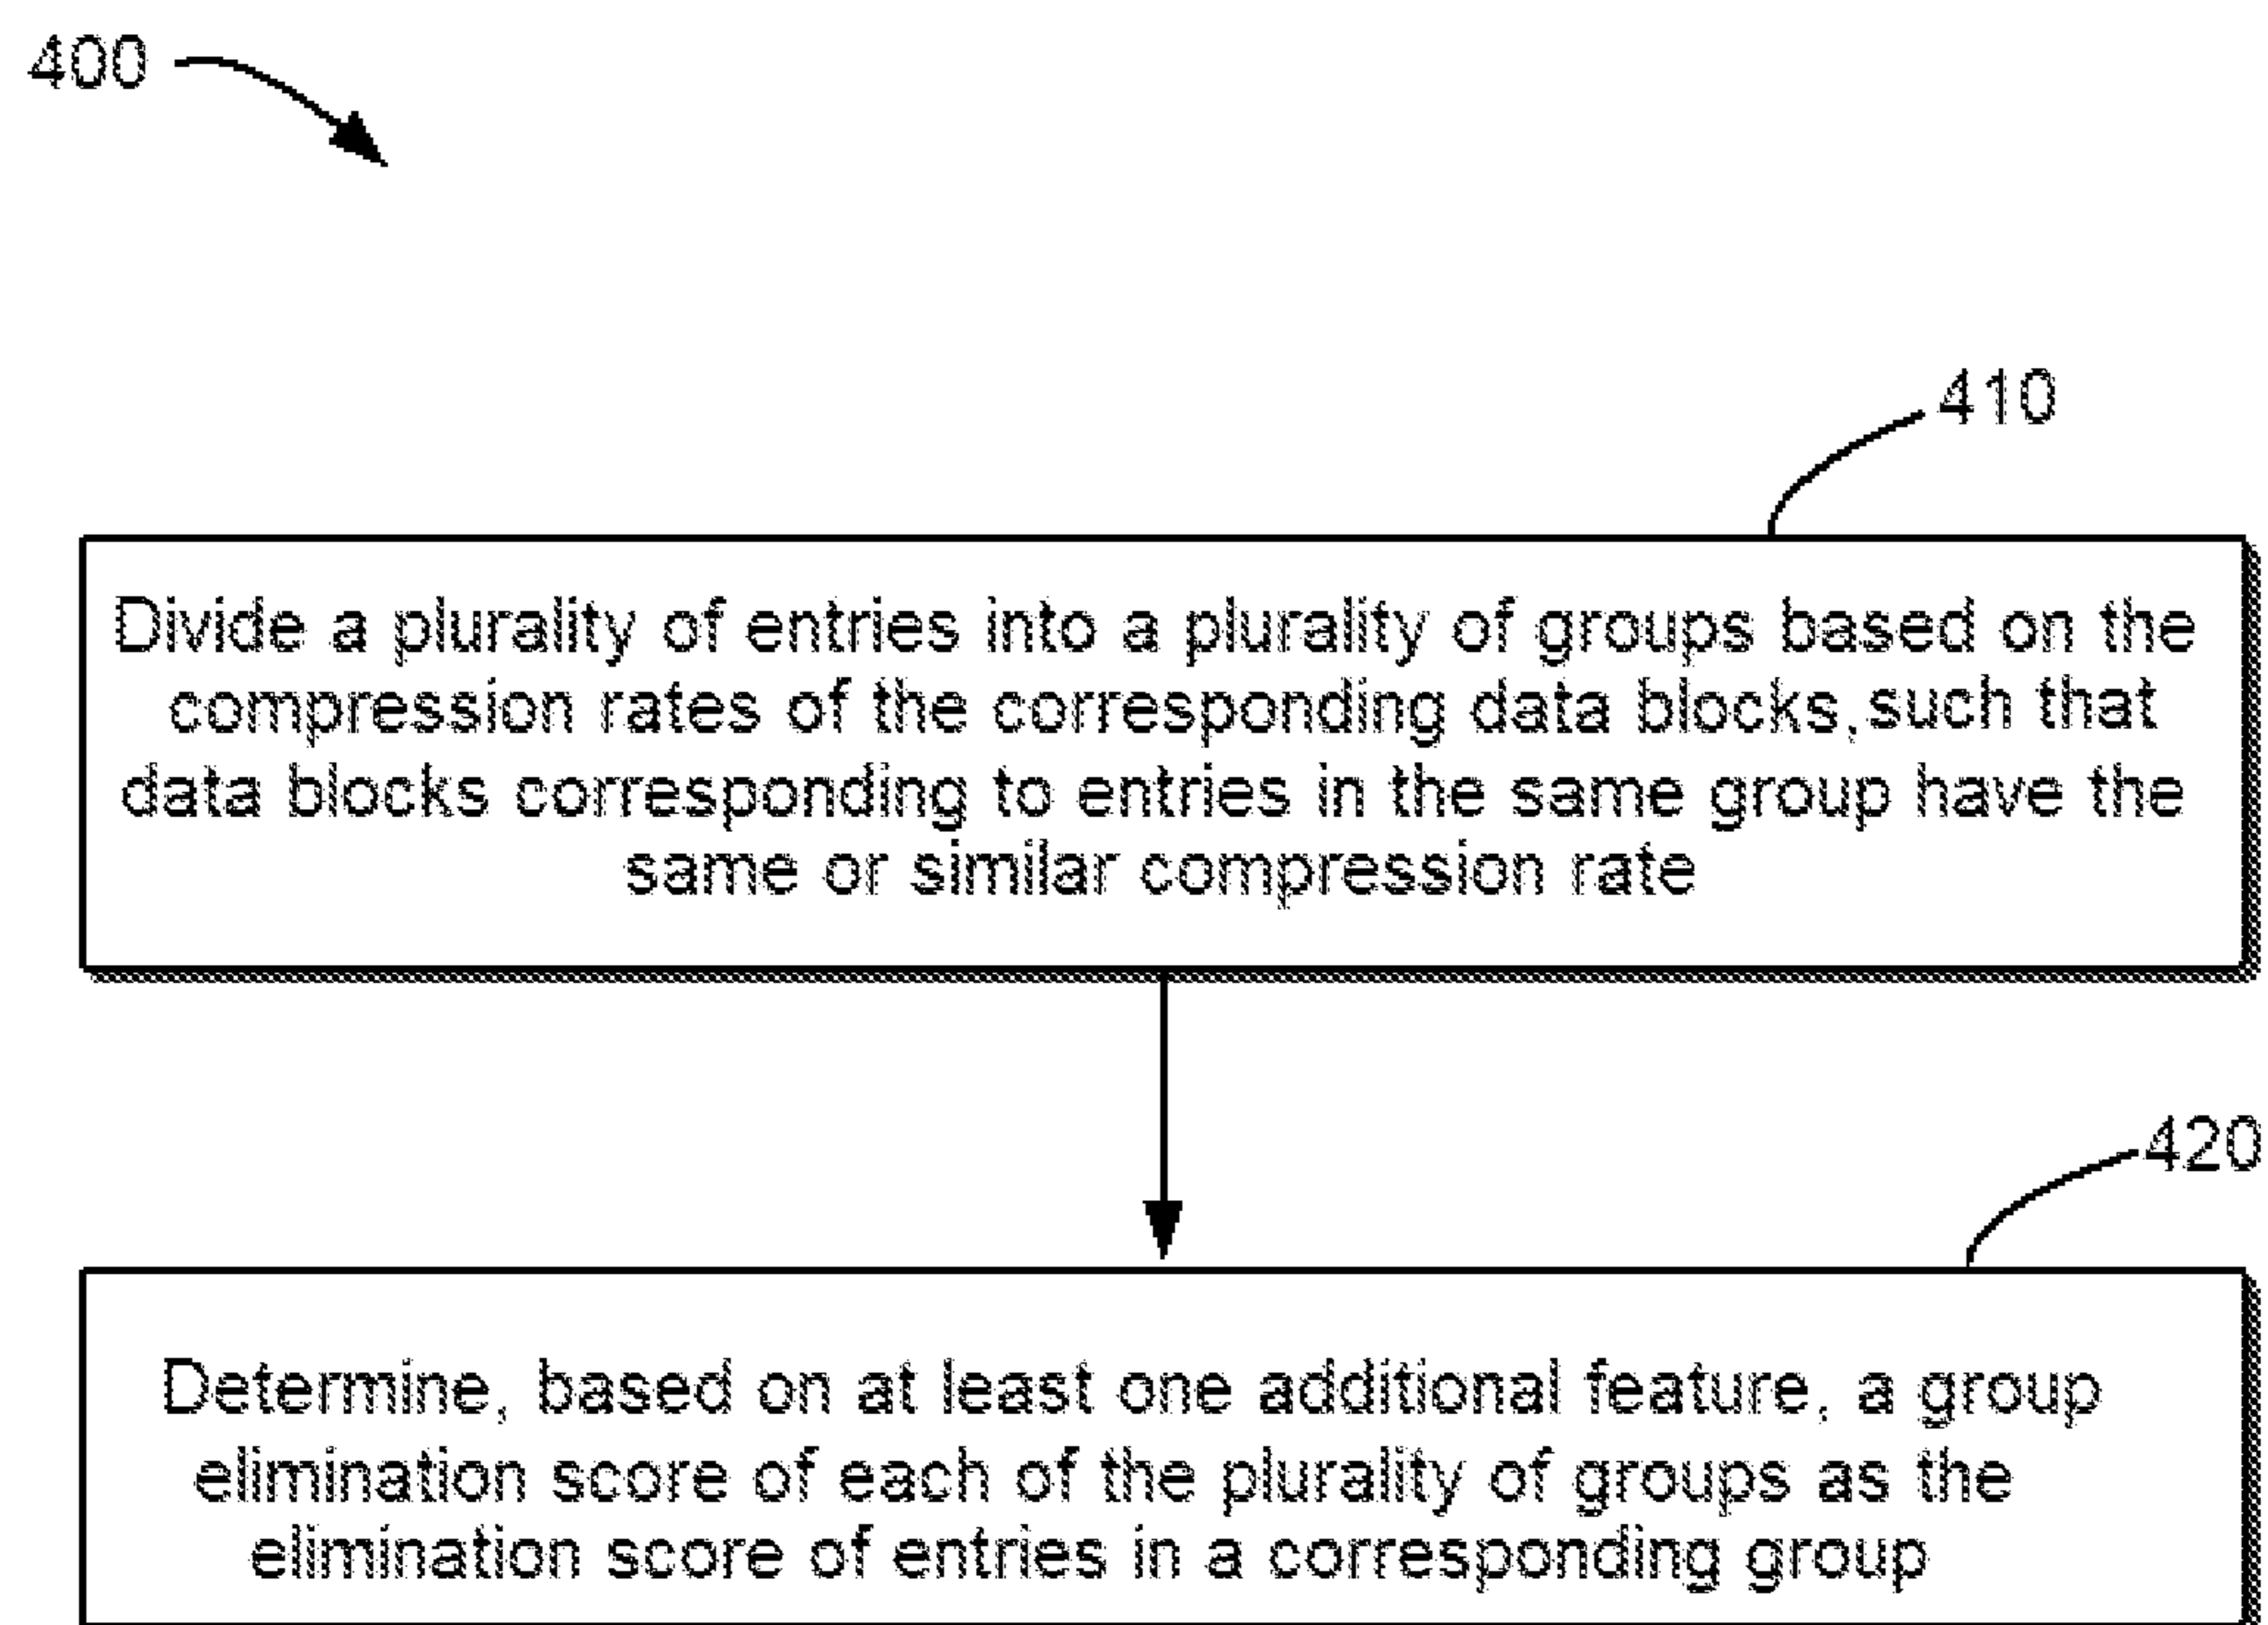 400
410
Divide a plurality of entries into a plurality of groups based on the
compression rates of the corresponding data blocks, such that
data blocks corresponding to entries in the same group have the
same or similar compression rate
420
Determine, based on at least one additional feature, a group
elimination score of each of the plurality of groups as the
elimination score of entries in a corresponding group